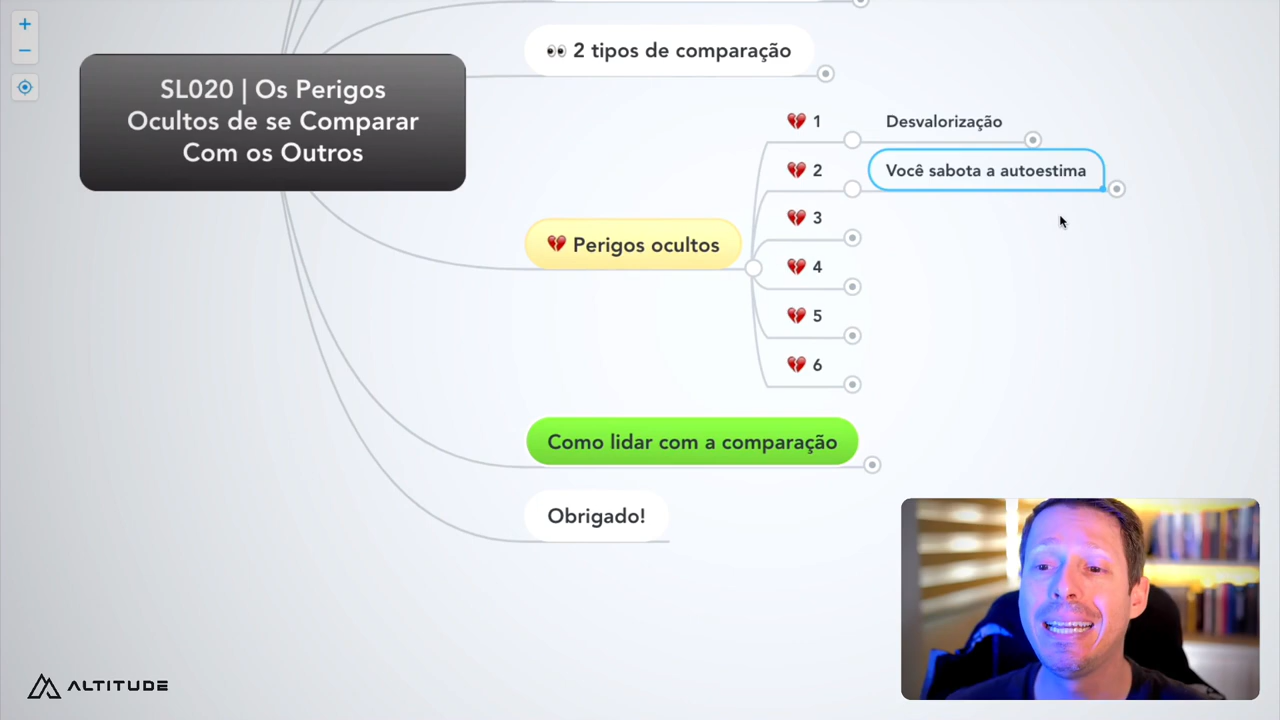 +
−
SL020 | Os Perigos
Ocultos de se Comparar
Com os Outros
👀 2 tipos de comparação
💔 Perigos ocultos
💔 1
Desvalorização
💔 2
Você sabota a autoestima
💔 3
💔 4
💔 5
💔 6
Como lidar com a comparação
Obrigado!
ALTITUDE